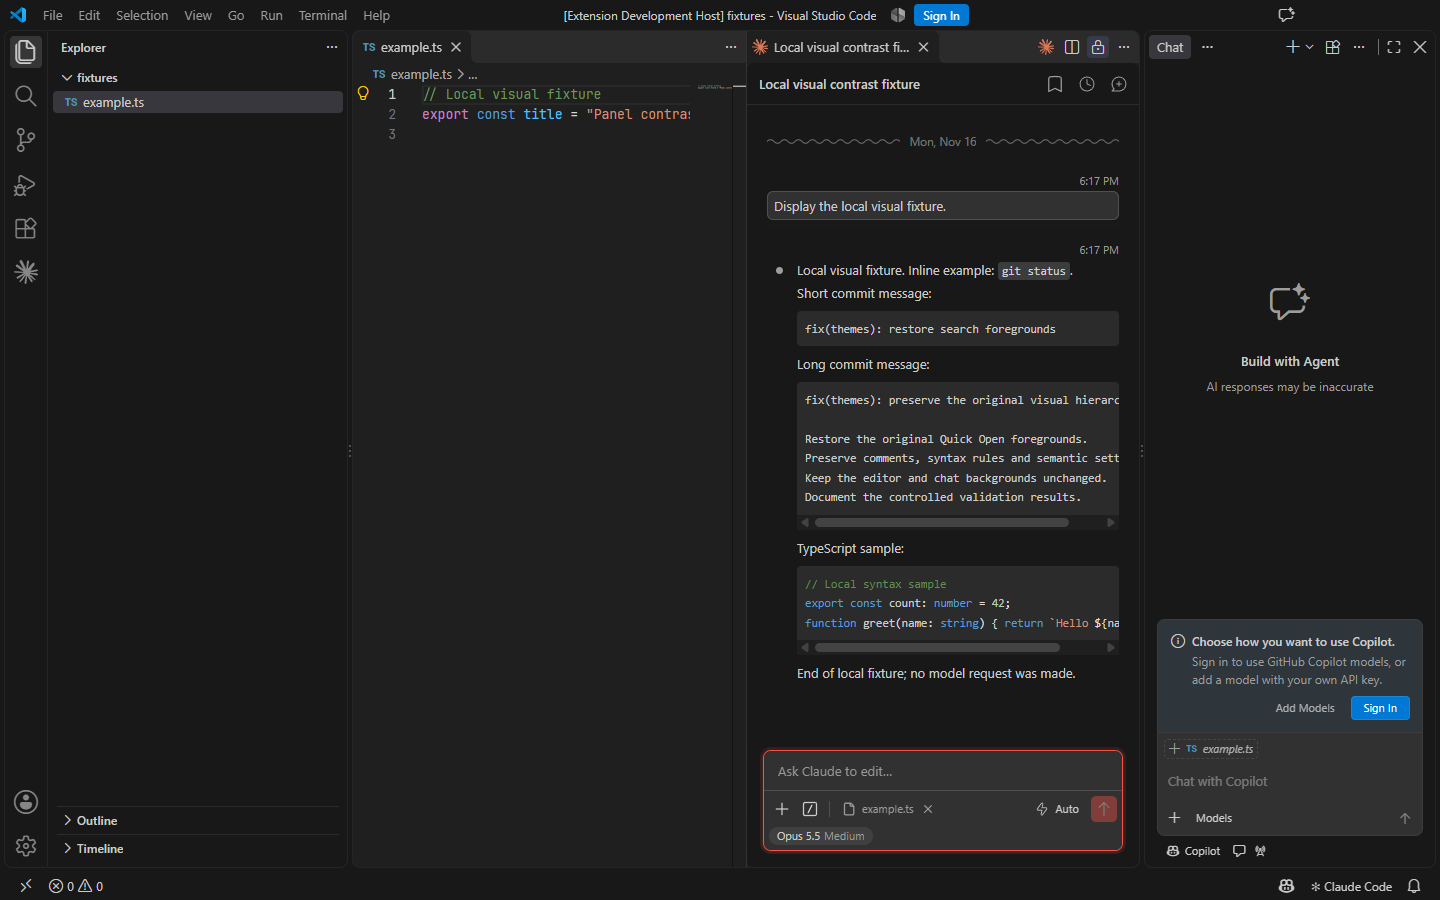 File Edit Selection View Go Run Terminal Help
[Extension Development Host] fixtures - Visual Studio Code
Sign In
Explorer
fixtures
TS example.ts
Outline
Timeline
TS example.ts
TS example.ts > ...
1 // Local visual fixture
2 export const title = "Panel contras
3
Local visual contrast fi...
Local visual contrast fixture
Mon, Nov 16
6:17 PM
Display the local visual fixture.
6:17 PM
Local visual fixture. Inline example: git status.
Short commit message:
fix(themes): restore search foregrounds
Long commit message:
fix(themes): preserve the original visual hierarc
Restore the original Quick Open foregrounds.
Preserve comments, syntax rules and semantic sett
Keep the editor and chat backgrounds unchanged.
Document the controlled validation results.
TypeScript sample:
// Local syntax sample
export const count: number = 42;
function greet(name: string) { return `Hello ${na
End of local fixture; no model request was made.
Ask Claude to edit...
example.ts
Auto
Opus 5.5 Medium
Chat
Build with Agent
AI responses may be inaccurate
Choose how you want to use Copilot.
Sign in to use GitHub Copilot models, or
add a model with your own API key.
Add Models
Sign In
TS example.ts
Chat with Copilot
Models
Copilot
0 0
Claude Code